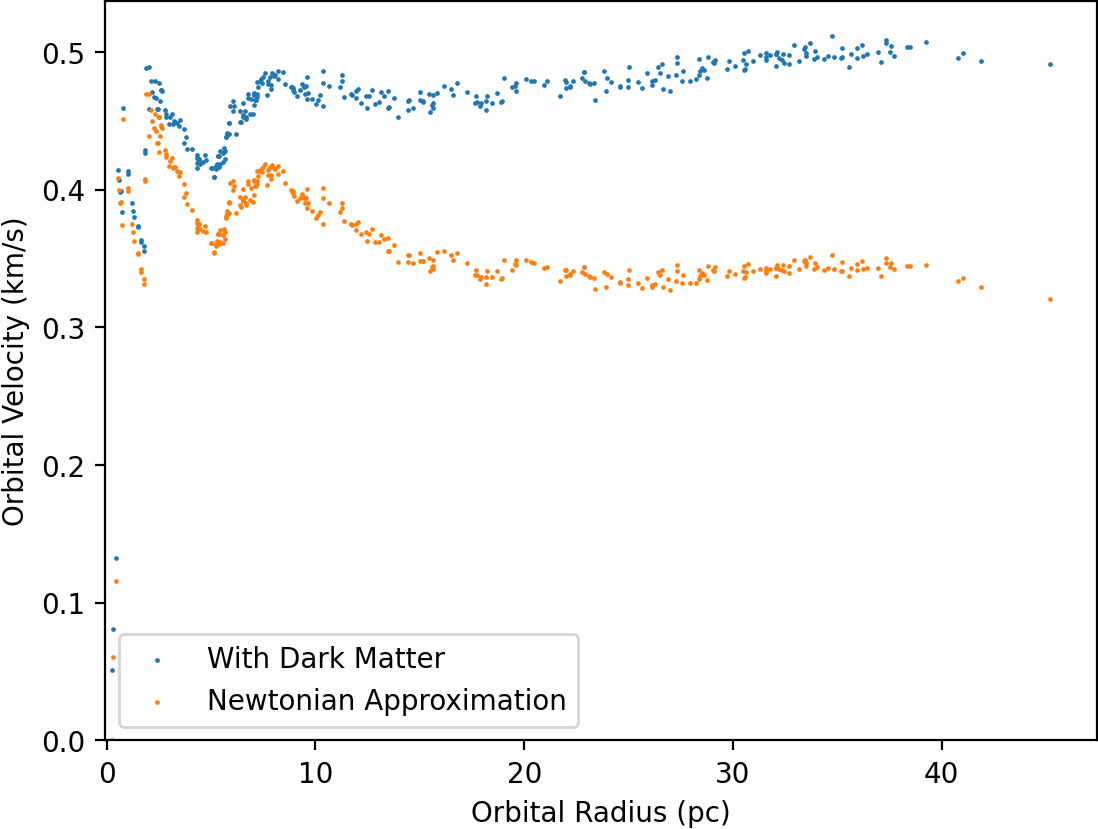 Orbital Velocity (km/s)
0.5
0.4
0.3
0.2
0.1
0.0
With Dark Matter
Newtonian Approximation
0
10
20
30
40
Orbital Radius (pc)